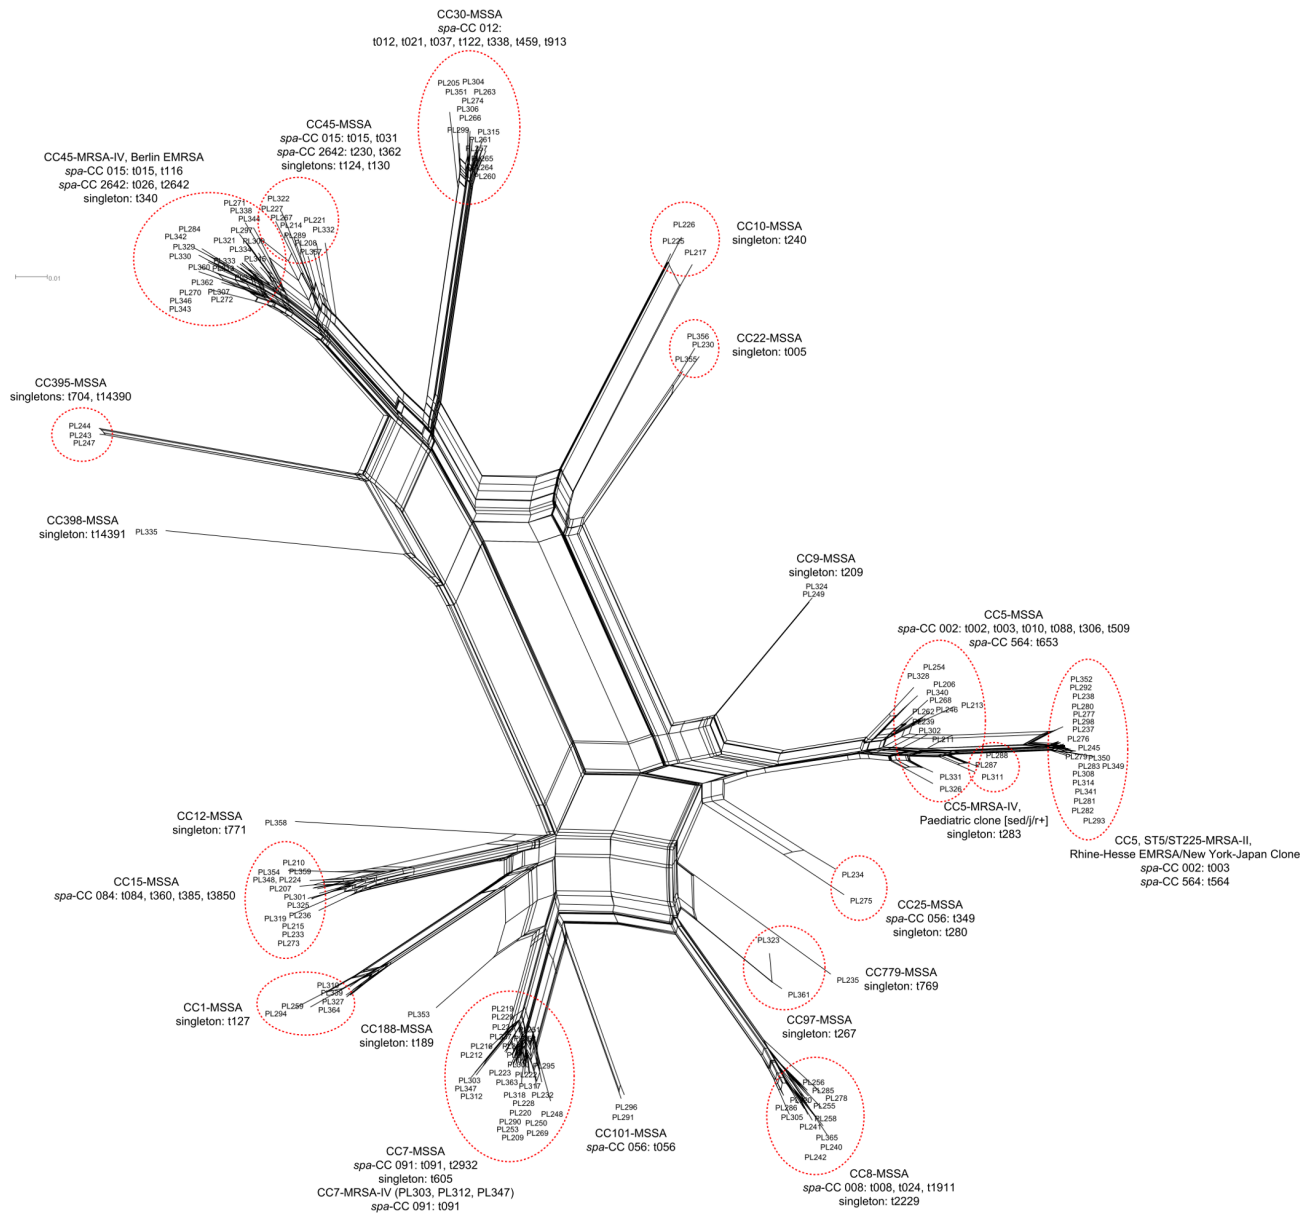 CC30-MSSA
spa-CC 012:
t012, t021, t037, t122, t338, t459, t913
PL205 PL304
PL351 PL263
PL274
PL306
PL266
PL299 PL315
PL261
PL265
PL264
PL260
CC45-MSSA
spa-CC 015: t015, t031
spa-CC 2642: t230, t362
singletons: t124, t130
PL322
PL227
PL267 PL221
PL214 PL332
PL289
PL208
PL357
CC45-MRSA-IV, Berlin EMRSA
spa-CC 015: t015, t116
spa-CC 2642: t026, t2642
singleton: t340
PL271
PL338
PL344
PL284 PL297
PL342 PL321
PL329 PL334
PL330 PL333
PL360
PL362
PL270 PL307
PL346 PL272
PL343
0.01
CC10-MSSA
singleton: t240
PL226
PL225
PL217
CC22-MSSA
singleton: t005
PL356
PL230
PL355
CC395-MSSA
singletons: t704, t14390
PL244
PL243
PL247
CC398-MSSA
singleton: t14391
PL335
CC9-MSSA
singleton: t209
PL324
PL249
CC5-MSSA
spa-CC 002: t002, t003, t010, t088, t306, t509
spa-CC 564: t653
PL254
PL328
PL206
PL340
PL268
PL262 PL246 PL213
PL239
PL302
PL211
PL331
PL326
PL288
PL287
PL311
CC5-MRSA-IV,
Paediatric clone [sed/j/r+]
singleton: t283
PL352
PL292
PL238
PL280
PL277
PL298
PL237
PL276
PL245
PL279 PL350
PL283 PL349
PL308
PL314
PL341
PL281
PL282
PL293
CC5, ST5/ST225-MRSA-II,
Rhine-Hesse EMRSA/New York-Japan Clone
spa-CC 002: t003
spa-CC 564: t564
CC12-MSSA
singleton: t771
PL358
CC15-MSSA
spa-CC 084: t084, t360, t385, t3850
PL210
PL354 PL359
PL348, PL224
PL207
PL301
PL325
PL319 PL236
PL215
PL233
PL273
CC1-MSSA
singleton: t127
PL310
PL339
PL259 PL327
PL294 PL364
CC188-MSSA
singleton: t189
PL353
PL219
PL229
PL216
PL212
PL295
PL223 PL222
PL303 PL363 PL317
PL347 PL318 PL232
PL312 PL228
PL220 PL248
PL290 PL250
PL253 PL269
PL209
CC7-MSSA
spa-CC 091: t091, t2932
singleton: t605
CC7-MRSA-IV (PL303, PL312, PL347)
spa-CC 091: t091
PL296
PL291
CC101-MSSA
spa-CC 056: t056
PL234
PL275
CC25-MSSA
spa-CC 056: t349
singleton: t280
PL323
PL361
CC97-MSSA
singleton: t267
PL235
CC779-MSSA
singleton: t769
PL256
PL285
PL278
PL286 PL255
PL305 PL258
PL241
PL365
PL240
PL242
CC8-MSSA
spa-CC 008: t008, t024, t1911
singleton: t2229